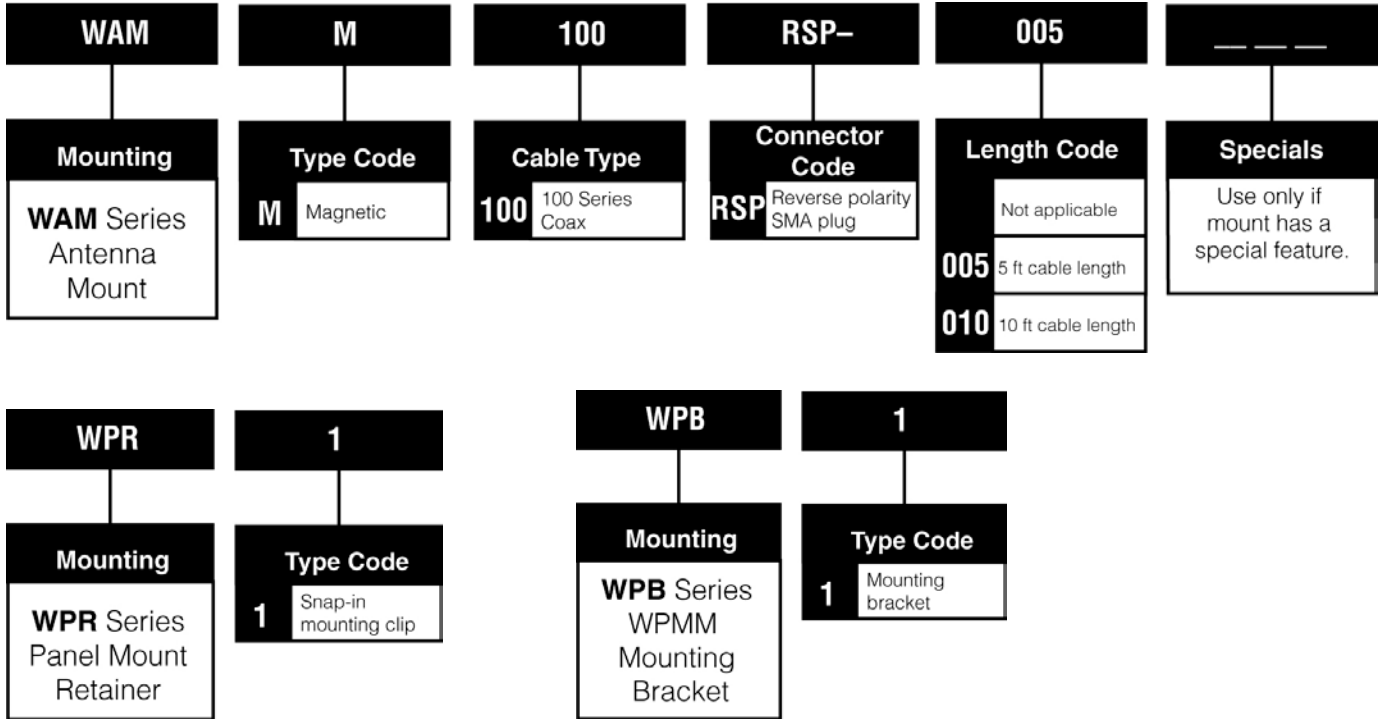 WAM M 100 RSP– 005 _ _ _
Mounting
WAM Series
Antenna
Mount
Type Code
M Magnetic
Cable Type
100 100 Series
Coax
Connector
Code
RSP Reverse polarity
SMA plug
Length Code
Not applicable
005 5 ft cable length
010 10 ft cable length
Specials
Use only if
mount has a
special feature.
WPR 1
Mounting
WPR Series
Panel Mount
Retainer
Type Code
1 Snap-in
mounting clip
WPB 1
Mounting
WPB Series
WPMM
Mounting
Bracket
Type Code
1 Mounting
bracket